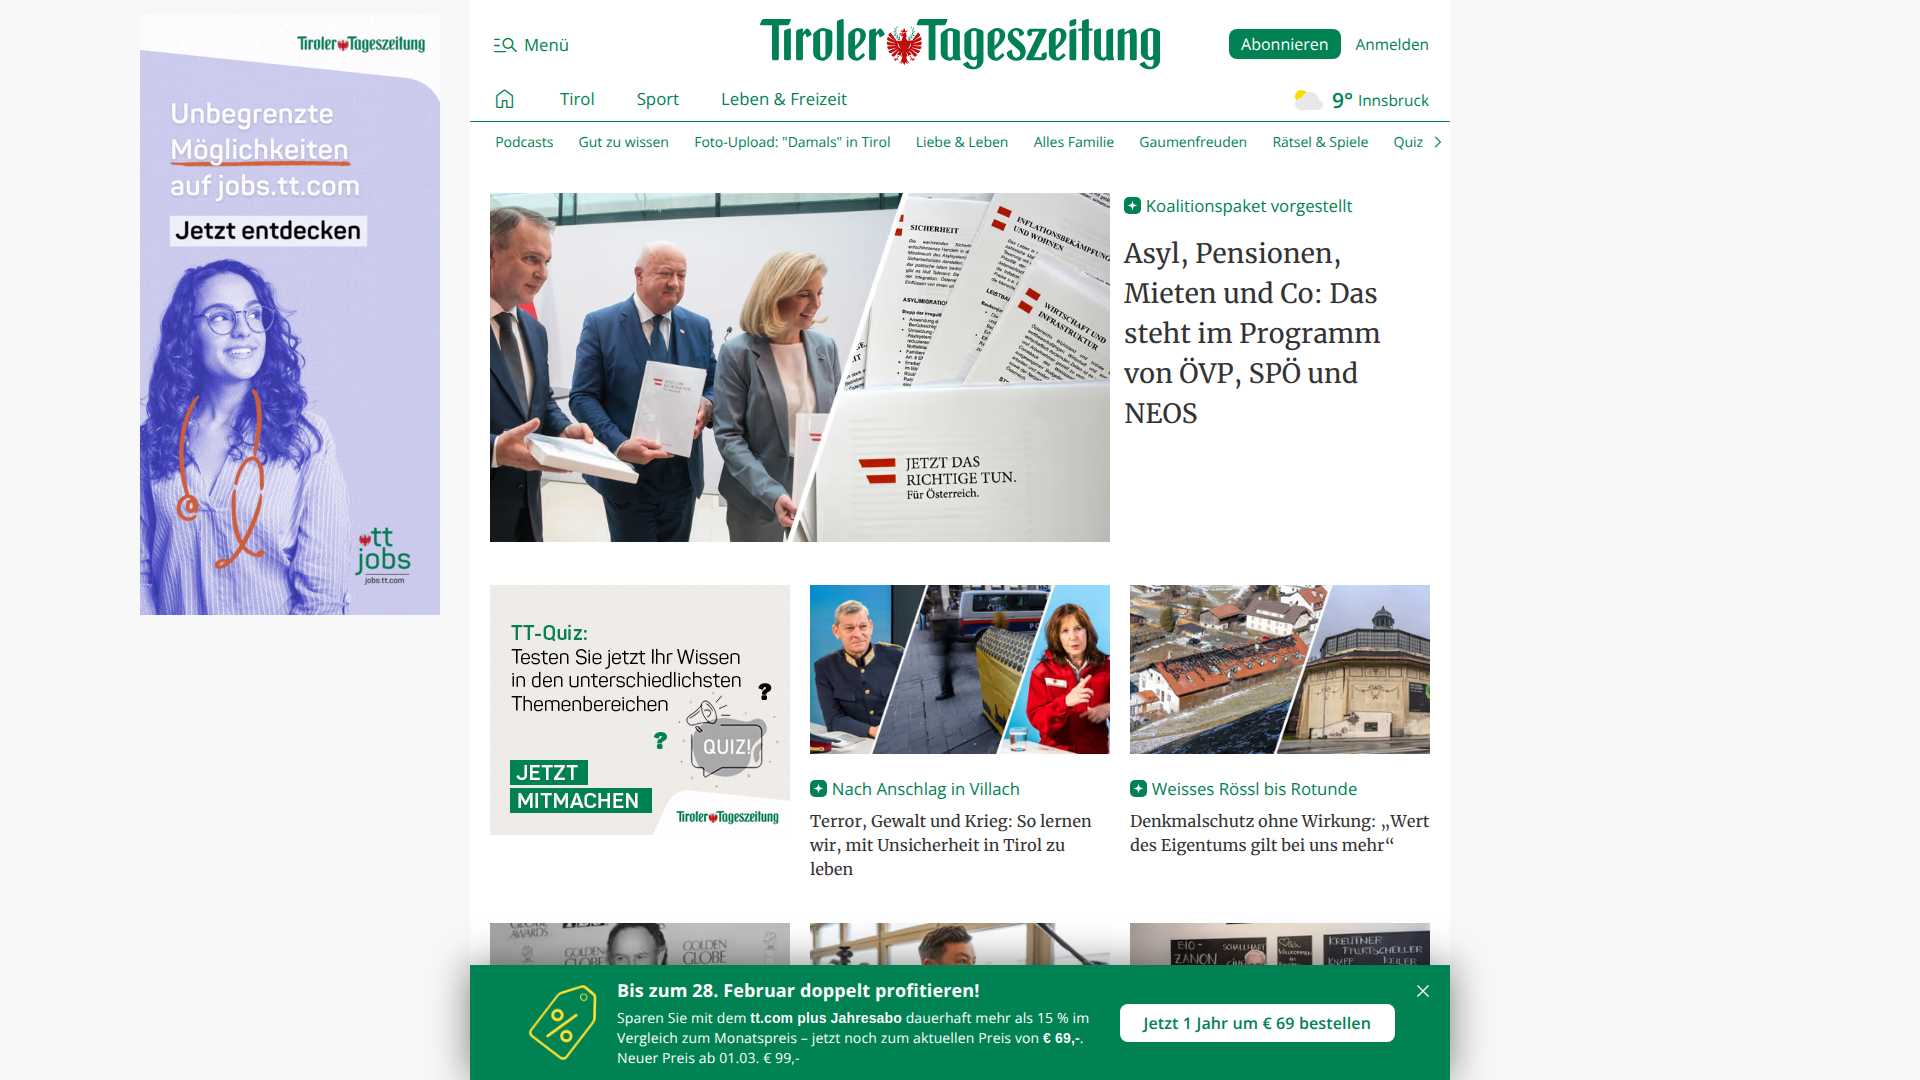 Tiroler Tageszeitung
Unbegrenzte
Möglichkeiten
auf jobs.tt.com
Jetzt entdecken
tt
jobs
jobs.tt.com
Menü
Tiroler Tageszeitung
Abonnieren
Anmelden
Tirol
Sport
Leben & Freizeit
9° Innsbruck
Podcasts
Gut zu wissen
Foto-Upload: "Damals" in Tirol
Liebe & Leben
Alles Familie
Gaumenfreuden
Rätsel & Spiele
Quiz
SICHERHEIT
INFLATIONSBEKÄMPFUNG
UND WOHNEN
WIRTSCHAFT UND
INFRASTRUKTUR
JETZT DAS
RICHTIGE TUN.
Für Österreich.
Koalitionspaket vorgestellt
Asyl, Pensionen,
Mieten und Co: Das
steht im Programm
von ÖVP, SPÖ und
NEOS
TT-Quiz:
Testen Sie jetzt Ihr Wissen
in den unterschiedlichsten
Themenbereichen
?
?
QUIZ!
JETZT
MITMACHEN
Tiroler Tageszeitung
Nach Anschlag in Villach
Terror, Gewalt und Krieg: So lernen
wir, mit Unsicherheit in Tirol zu
leben
Weisses Rössl bis Rotunde
Denkmalschutz ohne Wirkung: „Wert
des Eigentums gilt bei uns mehr“
AWARDS
GOLDEN
GLOBE
GOLDEN
GLOBE
BIO-
ZANON
SCHALLHART
KREUTNER
Bis zum 28. Februar doppelt profitieren!
Sparen Sie mit dem tt.com plus Jahresabo dauerhaft mehr als 15 % im
Vergleich zum Monatspreis – jetzt noch zum aktuellen Preis von € 69,-.
Neuer Preis ab 01.03. € 99,-
Jetzt 1 Jahr um € 69 bestellen